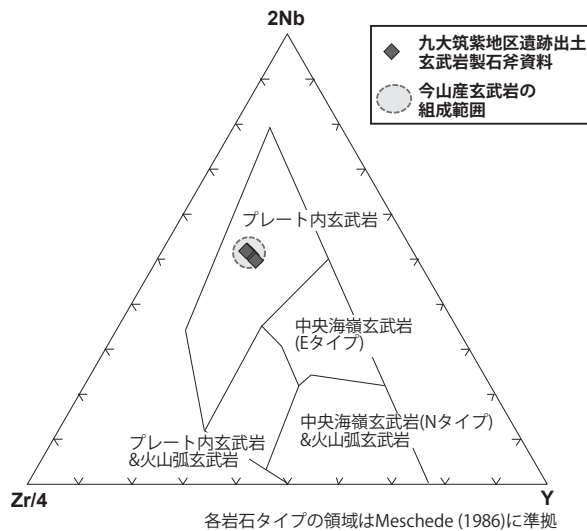 2Nb
九大筑紫地区遺跡出土
玄武岩製石斧資料
今山産玄武岩の
組成範囲
プレート内玄武岩
中央海嶺玄武岩
(Eタイプ)
中央海嶺玄武岩(Nタイプ)
&火山弧玄武岩
プレート内玄武岩
&火山弧玄武岩
Zr/4
Y
各岩石タイプの領域はMeschede (1986)に準拠